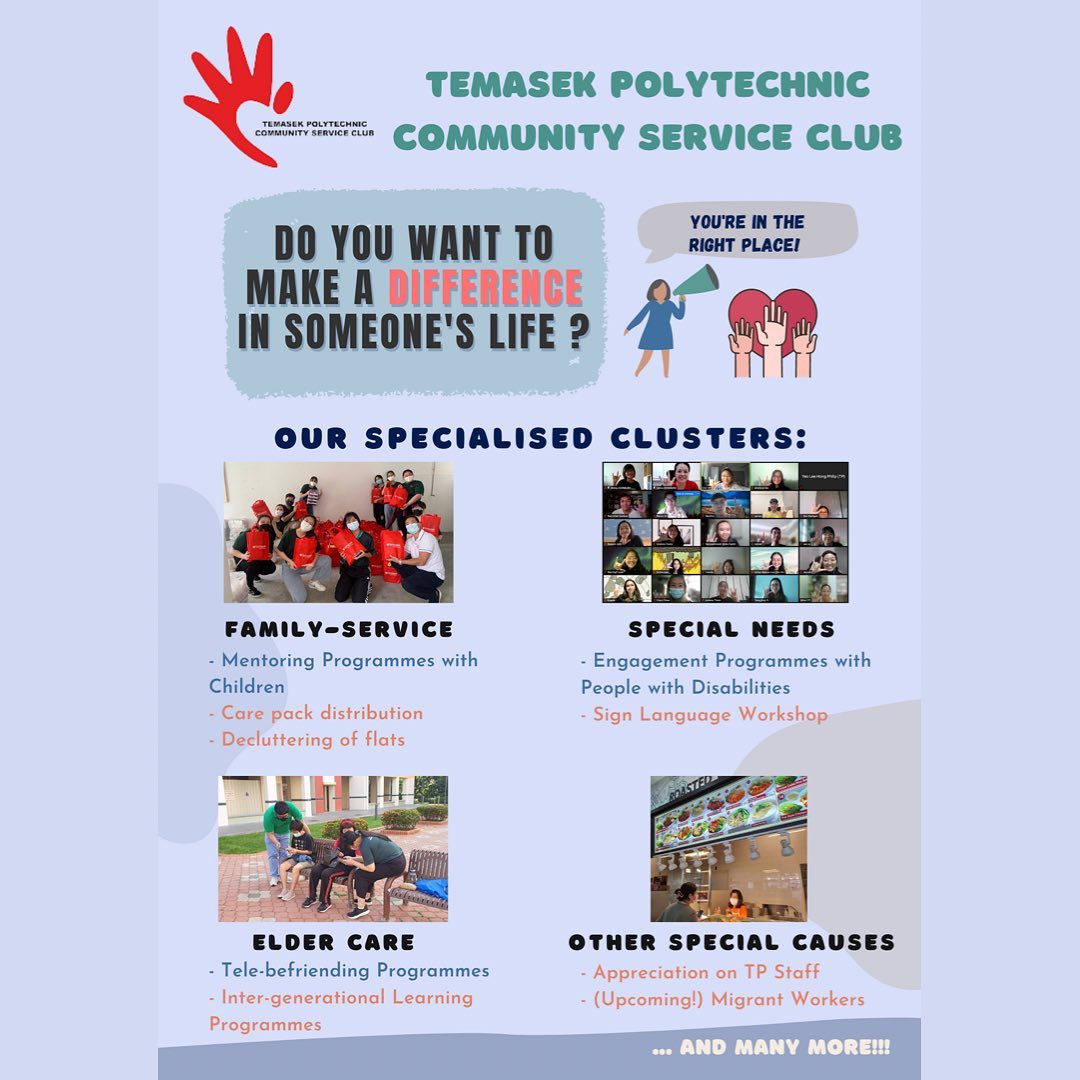 TEMASEK POLYTECHNIC
COMMUNITY SERVICE CLUB
TEMASEK POLYTECHNIC
COMMUNITY SERVICE CLUB
DO YOU WANT TO
MAKE A DIFFERENCE
IN SOMEONE'S LIFE ?
YOU'RE IN THE
RIGHT PLACE!
OUR SPECIALISED CLUSTERS:
FAMILY-SERVICE
- Mentoring Programmes with
Children
- Care pack distribution
- Decluttering of flats
SPECIAL NEEDS
- Engagement Programmes with
People with Disabilities
- Sign Language Workshop
ROASTED
ELDER CARE
- Tele-befriending Programmes
- Inter-generational Learning
Programmes
OTHER SPECIAL CAUSES
- Appreciation on TP Staff
- (Upcoming!) Migrant Workers
... AND MANY MORE!!!